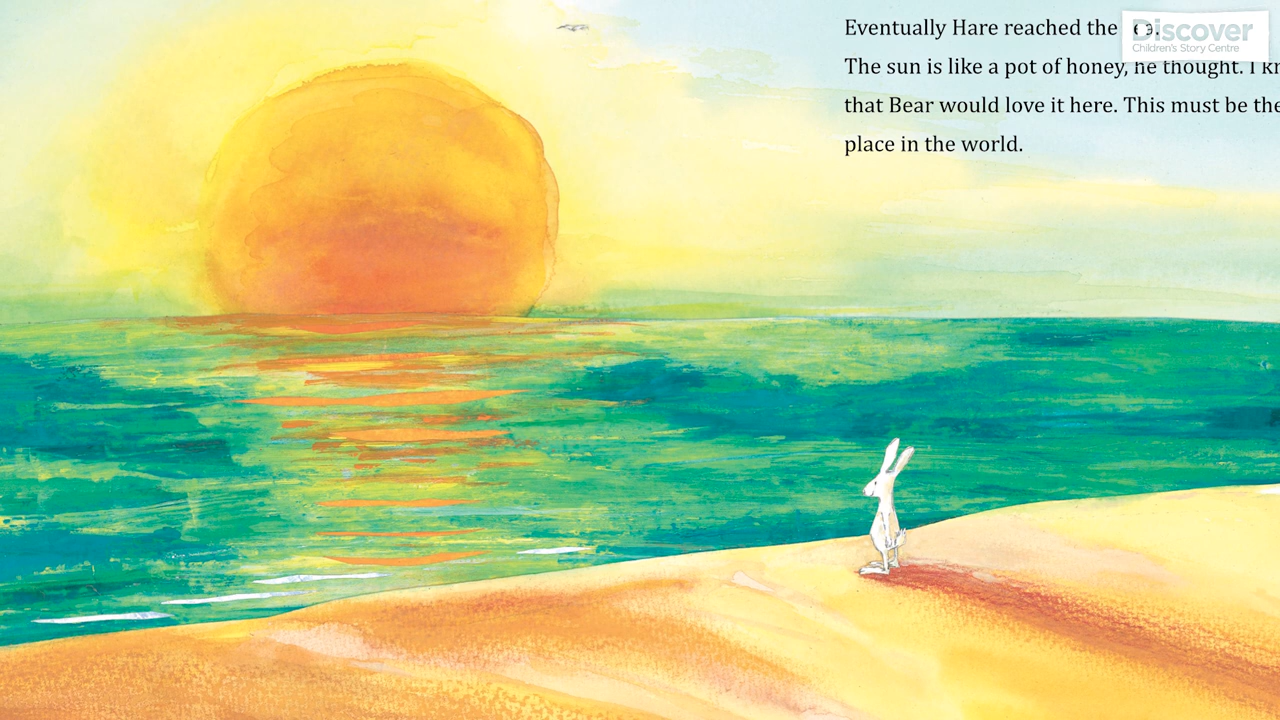 Eventually Hare reached the
Discover
Children's Story Centre
The sun is like a pot of honey, he thought. I
that Bear would love it here. This must be the
place in the world.